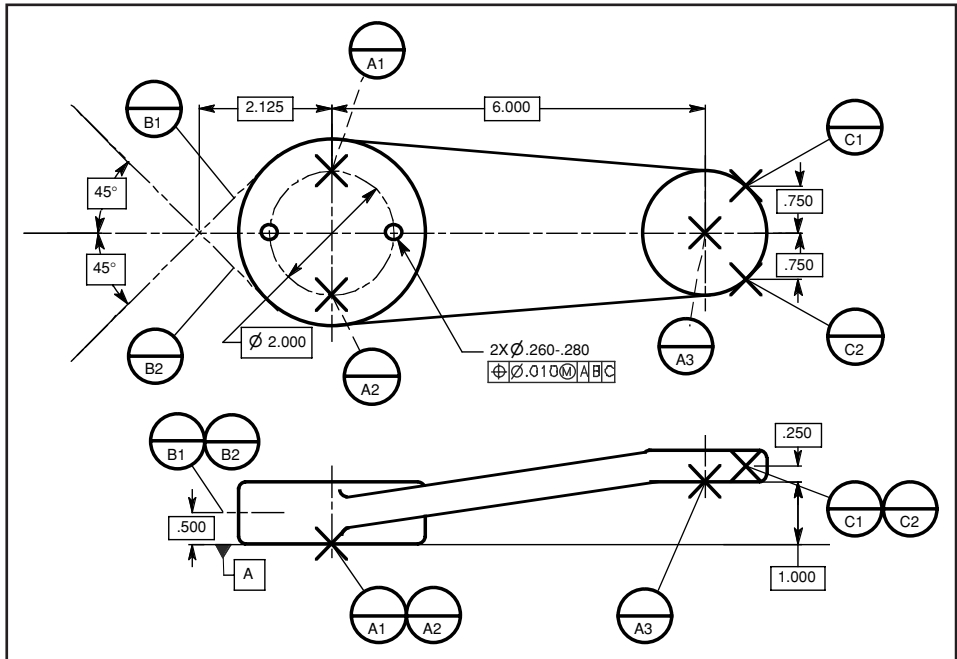 A1
B1
2.125
6.000
C1
45°
.750
45°
.750
B2
Ø 2.000
A2
2X Ø.260-.280
⌖ Ø.010Ⓜ A B C
A3
C2
B1 B2
.250
.500
A
C1 C2
1.000
A1 A2
A3